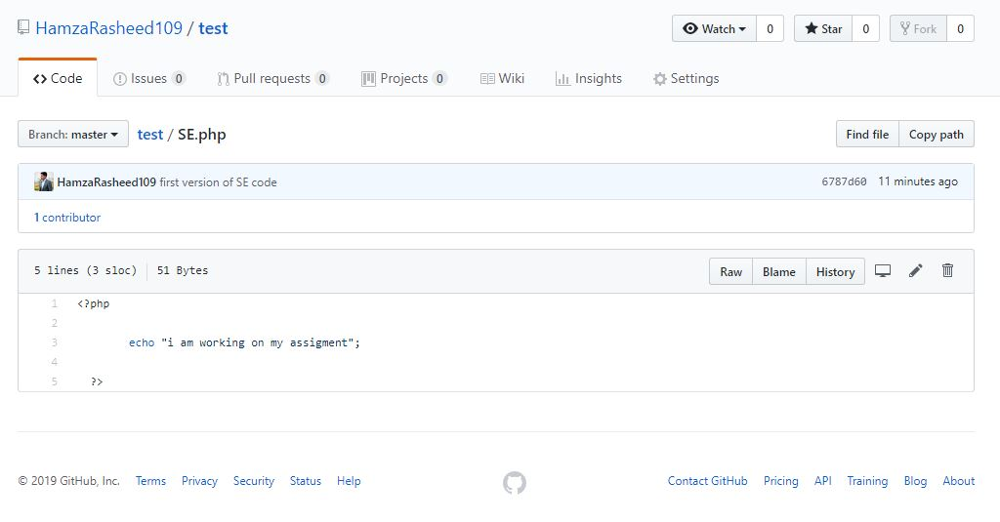 HamzaRasheed109 / test Watch 0 Star 0 Fork 0
Code Issues 0 Pull requests 0 Projects 0 Wiki Insights Settings
Branch: master test / SE.php Find file Copy path
HamzaRasheed109 first version of SE code 6787d60 11 minutes ago
1 contributor
5 lines (3 sloc) 51 Bytes Raw Blame History
1 <?php
2
3 echo "i am working on my assigment";
4
5 ?>
© 2019 GitHub, Inc. Terms Privacy Security Status Help Contact GitHub Pricing API Training Blog About